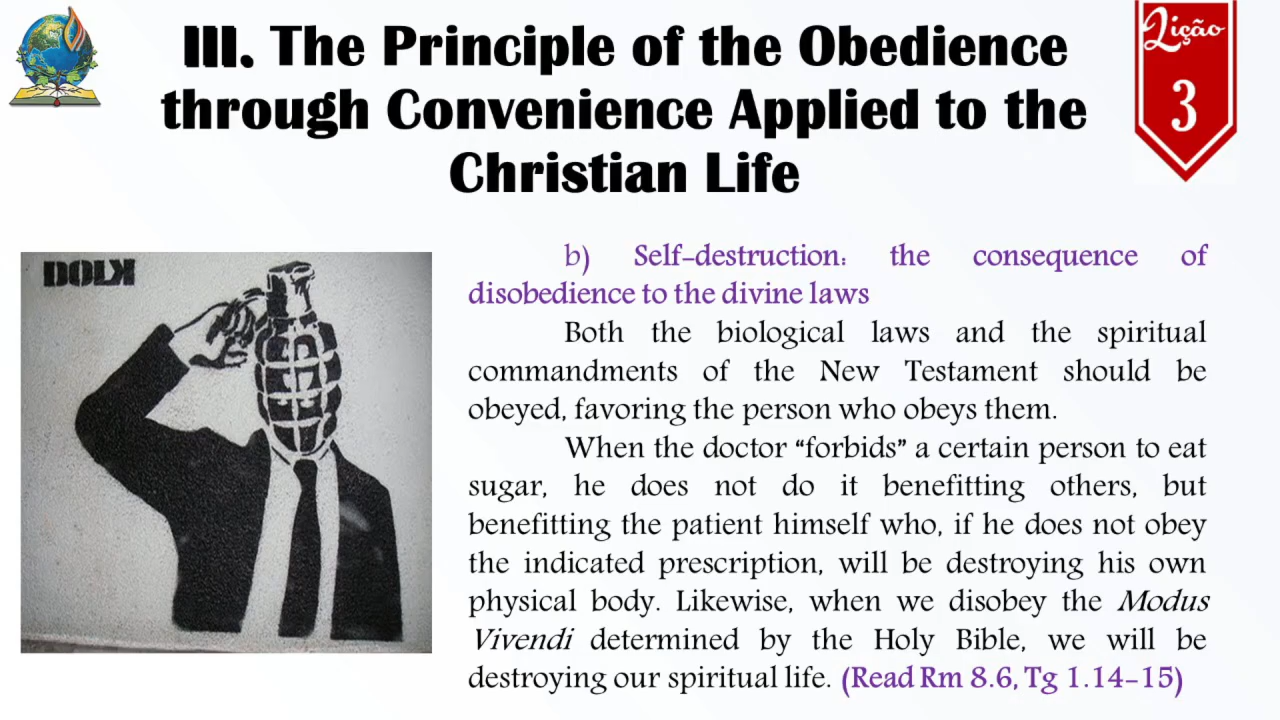 III. The Principle of the Obedience
through Convenience Applied to the
Christian Life
Lição
3
DOLK
b) Self-destruction: the consequence of
disobedience to the divine laws
Both the biological laws and the spiritual
commandments of the New Testament should be
obeyed, favoring the person who obeys them.
When the doctor “forbids” a certain person to eat
sugar, he does not do it benefitting others, but
benefitting the patient himself who, if he does not obey
the indicated prescription, will be destroying his own
physical body. Likewise, when we disobey the Modus
Vivendi determined by the Holy Bible, we will be
destroying our spiritual life. (Read Rm 8.6, Tg 1.14-15)